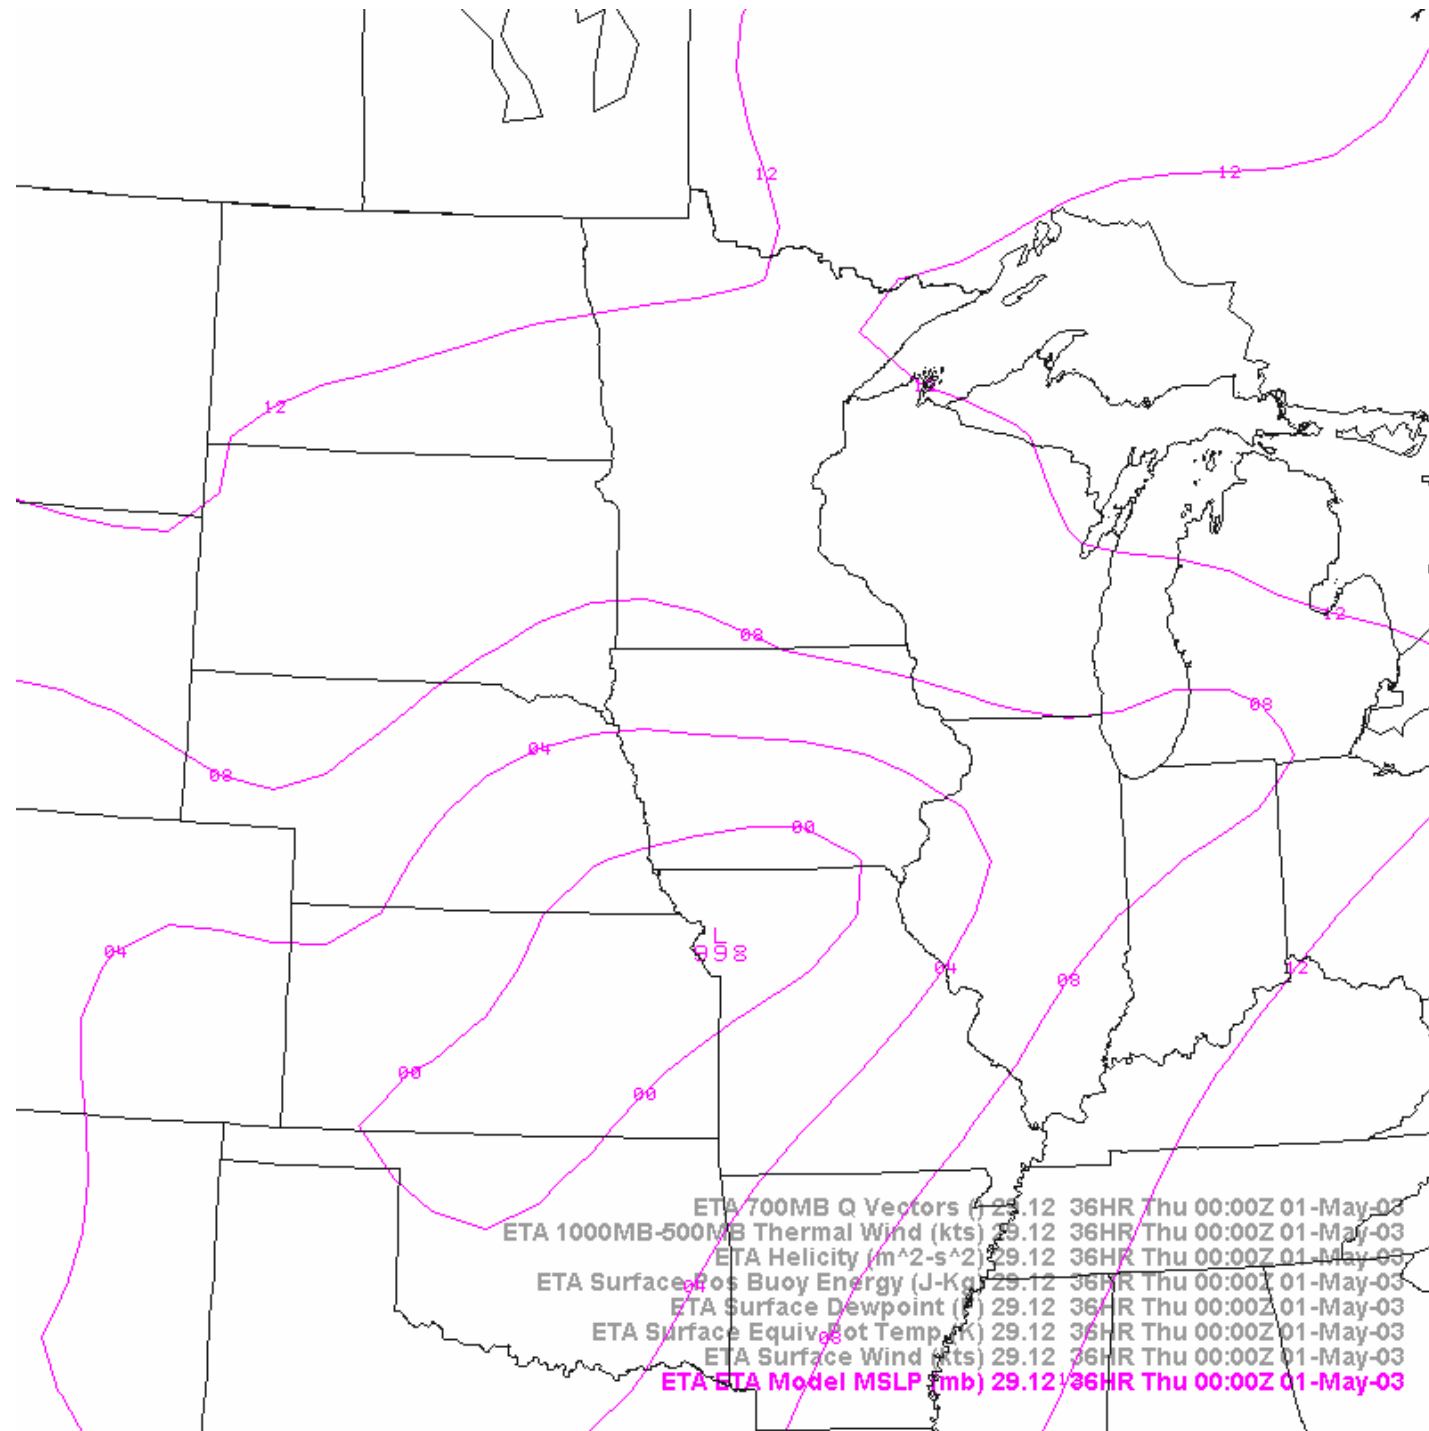 12
12
12
12
12
08
08
08
04
00
L
998
04
04
08
12
00
00
ETA 700MB Q Vectors () 29.12 36HR Thu 00:00Z 01-May-03
ETA 1000MB-500MB Thermal Wind (kts) 29.12 36HR Thu 00:00Z 01-May-03
ETA Helicity (m^2-s^2) 29.12 36HR Thu 00:00Z 01-May-03
ETA Surface Pos Buoy Energy (J-Kg) 29.12 36HR Thu 00:00Z 01-May-03
04
ETA Surface Dewpoint () 29.12 36HR Thu 00:00Z 01-May-03
ETA Surface Equiv Pot Temp (K) 29.12 36HR Thu 00:00Z 01-May-03
08
ETA Surface Wind (kts) 29.12 36HR Thu 00:00Z 01-May-03
ETA ETA Model MSLP (mb) 29.12 36HR Thu 00:00Z 01-May-03